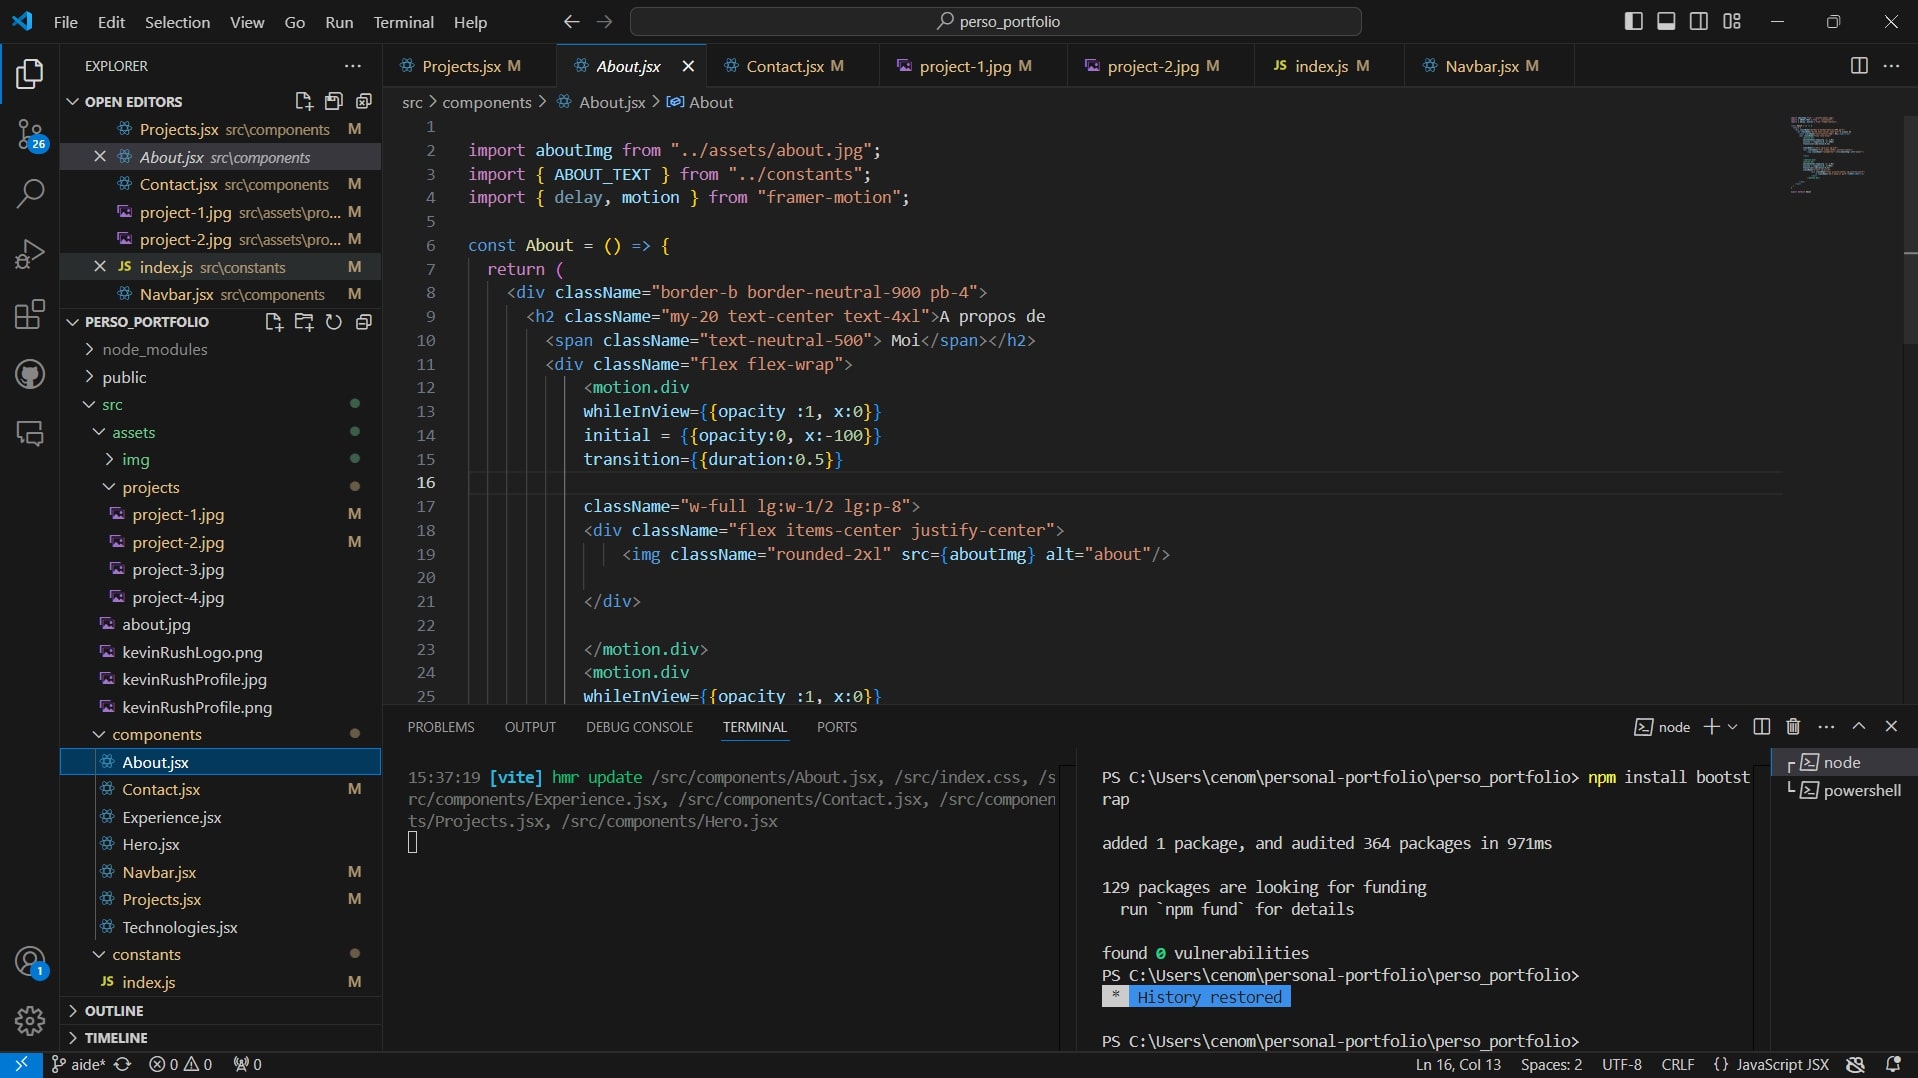 File Edit Selection View Go Run Terminal Help
perso_portfolio
EXPLORER
OPEN EDITORS
Projects.jsx src\components M
About.jsx src\components
Contact.jsx src\components M
project-1.jpg src\assets\pro... M
project-2.jpg src\assets\pro... M
JS index.js src\constants M
Navbar.jsx src\components M
PERSO_PORTFOLIO
node_modules
public
src
assets
img
projects
project-1.jpg M
project-2.jpg M
project-3.jpg
project-4.jpg
about.jpg
kevinRushLogo.png
kevinRushProfile.jpg
kevinRushProfile.png
components
About.jsx
Contact.jsx M
Experience.jsx
Hero.jsx
Navbar.jsx M
Projects.jsx M
Technologies.jsx
constants
JS index.js M
OUTLINE
TIMELINE
26
1
Projects.jsx M About.jsx Contact.jsx M project-1.jpg M project-2.jpg M JS index.js M Navbar.jsx M
src > components > About.jsx > About
1
2 import aboutImg from "../assets/about.jpg";
3 import { ABOUT_TEXT } from "../constants";
4 import { delay, motion } from "framer-motion";
5
6 const About = () => {
7 return (
8 <div className="border-b border-neutral-900 pb-4">
9 <h2 className="my-20 text-center text-4xl">A propos de
10 <span className="text-neutral-500"> Moi</span></h2>
11 <div className="flex flex-wrap">
12 <motion.div
13 whileInView={{opacity :1, x:0}}
14 initial = {{opacity:0, x:-100}}
15 transition={{duration:0.5}}
16
17 className="w-full lg:w-1/2 lg:p-8">
18 <div className="flex items-center justify-center">
19 <img className="rounded-2xl" src={aboutImg} alt="about"/>
20
21 </div>
22
23 </motion.div>
24 <motion.div
25 whileInView={{opacity :1, x:0}}
PROBLEMS OUTPUT DEBUG CONSOLE TERMINAL PORTS
node
15:37:19 [vite] hmr update /src/components/About.jsx, /src/index.css, /s
rc/components/Experience.jsx, /src/components/Contact.jsx, /src/componen
ts/Projects.jsx, /src/components/Hero.jsx
PS C:\Users\cenom\personal-portfolio\perso_portfolio> npm install bootst
rap
added 1 package, and audited 364 packages in 971ms
129 packages are looking for funding
run `npm fund` for details
found 0 vulnerabilities
PS C:\Users\cenom\personal-portfolio\perso_portfolio>
* History restored
PS C:\Users\cenom\personal-portfolio\perso_portfolio>
node
powershell
aide* 0 0 0
Ln 16, Col 13 Spaces: 2 UTF-8 CRLF {} JavaScript JSX